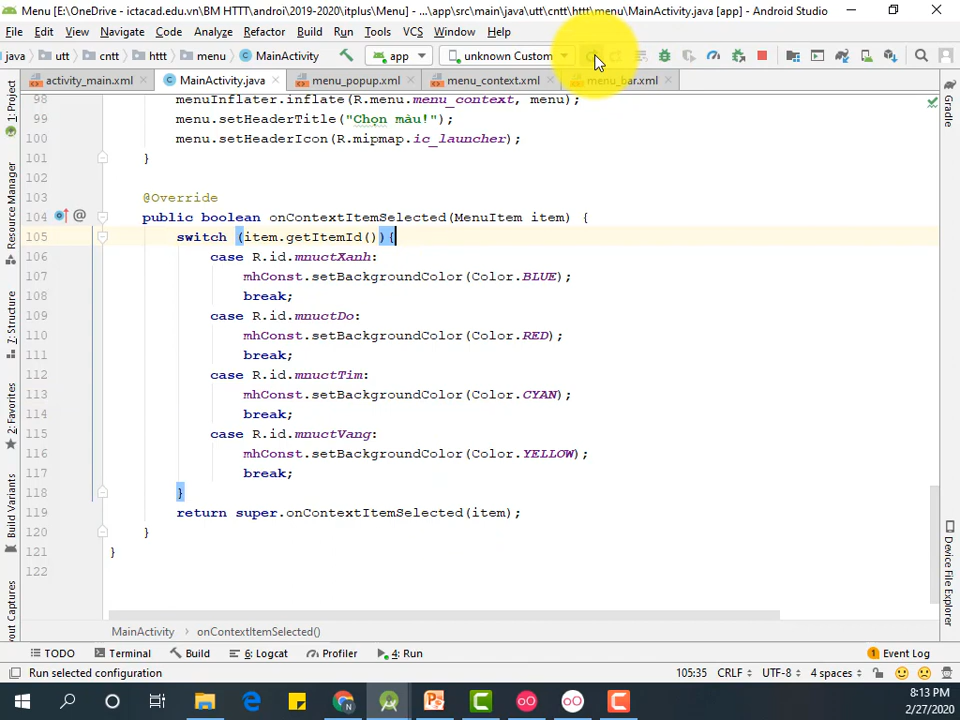 Menu [E:\OneDrive - ictacad.edu.vn\BM HTTT\androi\2019-2020\itplus\Menu] - ...\app\src\main\java\utt\cntt\httt\menu\MainActivity.java [app] - Android Studio
File Edit View Navigate Code Analyze Refactor Build Run Tools VCS Window Help
java utt cntt httt menu MainActivity app unknown Custom
activity_main.xml MainActivity.java menu_popup.xml menu_context.xml menu_bar.xml
1: Project
Resource Manager
Z: Structure
2: Favorites
Build Variants
Gradle
Device File Explorer
98 menuInflater.inflate(R.menu.menu_context, menu);
99 menu.setHeaderTitle("Chọn màu!");
100 menu.setHeaderIcon(R.mipmap.ic_launcher);
101 }
102
103 @Override
104 public boolean onContextItemSelected(MenuItem item) {
105 switch (item.getItemId()){
106 case R.id.mnuctXanh:
107 mhConst.setBackgroundColor(Color.BLUE);
108 break;
109 case R.id.mnuctDo:
110 mhConst.setBackgroundColor(Color.RED);
111 break;
112 case R.id.mnuctTim:
113 mhConst.setBackgroundColor(Color.CYAN);
114 break;
115 case R.id.mnuctVang:
116 mhConst.setBackgroundColor(Color.YELLOW);
117 break;
118 }
119 return super.onContextItemSelected(item);
120 }
121 }
122
MainActivity › onContextItemSelected()
TODO Terminal Build 6: Logcat Profiler 4: Run Event Log
Run selected configuration 105:35 CRLF UTF-8 4 spaces
8:13 PM
2/27/2020